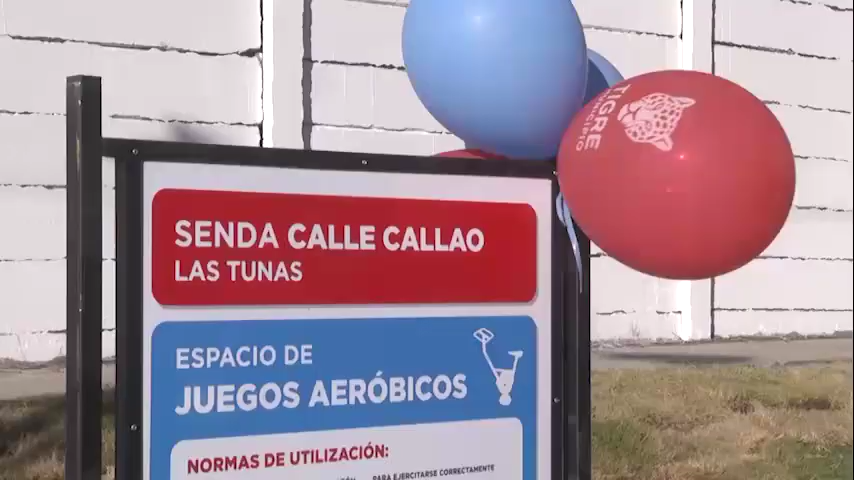 SENDA CALLE CALLAO
LAS TUNAS
ESPACIO DE
JUEGOS AERÓBICOS
NORMAS DE UTILIZACIÓN:
PARA EJERCITARSE CORRECTAMENTE
TIGRE
MUNICIPIO